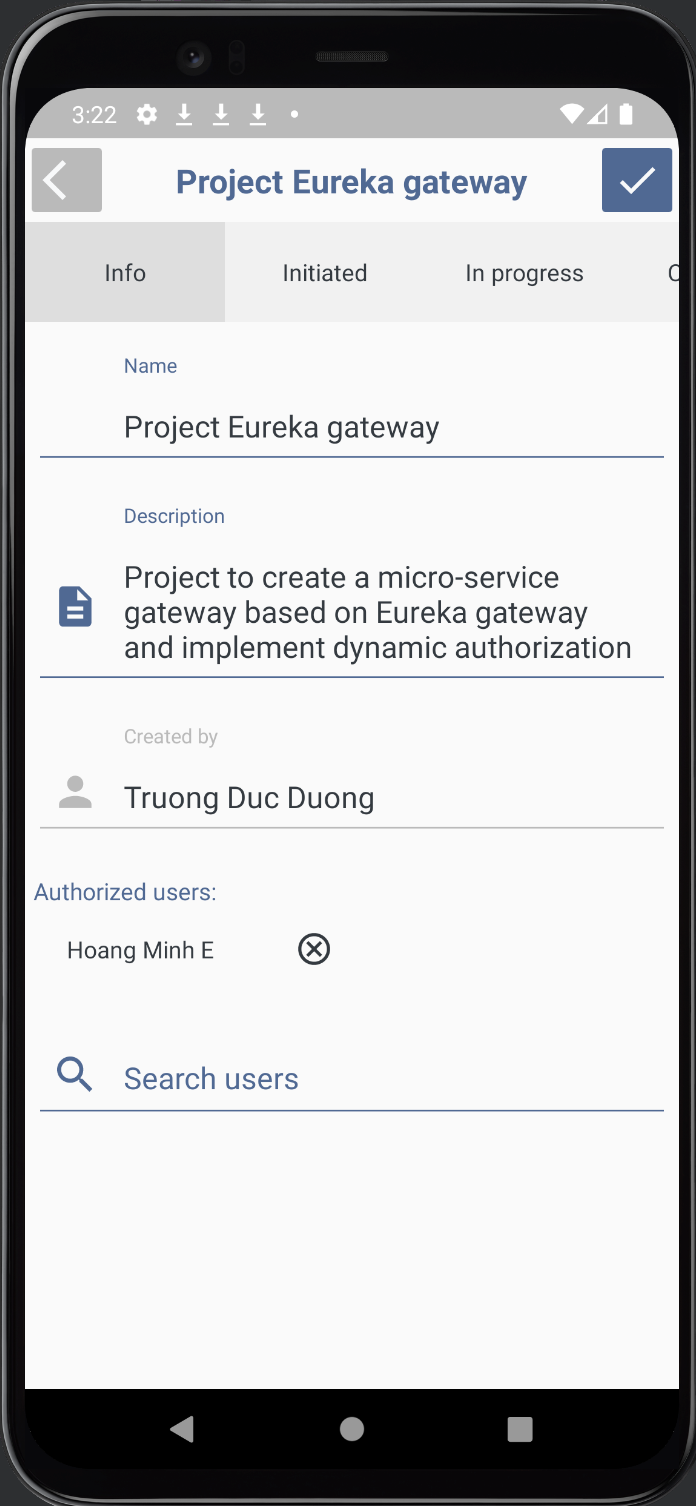 3:22
Project Eureka gateway
Info
Initiated
In progress
Name
Project Eureka gateway
Description
Project to create a micro-service
gateway based on Eureka gateway
and implement dynamic authorization
Created by
Truong Duc Duong
Authorized users:
Hoang Minh E
Search users